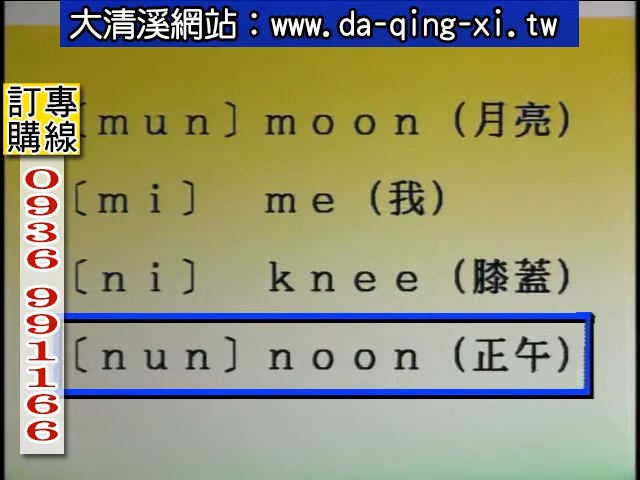 大清溪網站：www.da-qing-xi.tw
專線
訂購
0936 991166
〔mun〕moon（月亮）
〔mi〕 me（我）
〔ni〕 knee（膝蓋）
〔nun〕noon（正午）